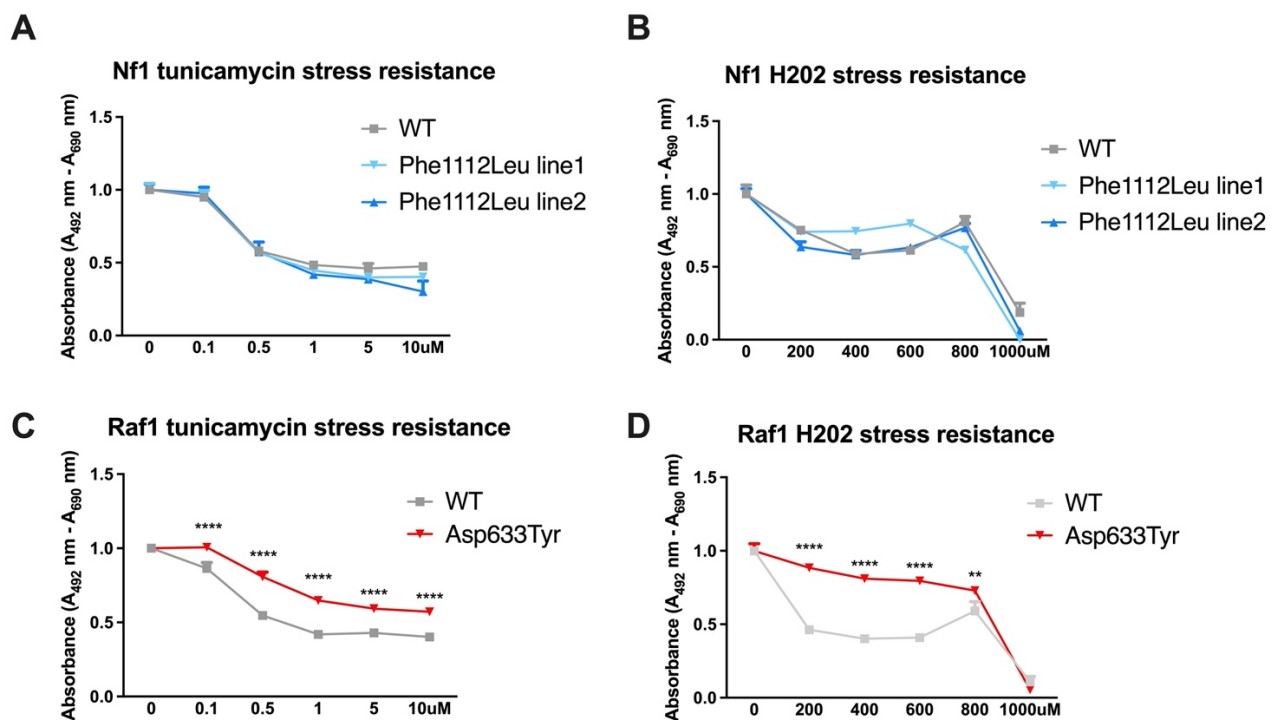 A
Nf1 tunicamycin stress resistance
Absorbance (A492 nm - A690 nm)
1.5
1.0
0.5
0.0
0 0.1 0.5 1 5 10uM
WT
Phe1112Leu line1
Phe1112Leu line2
B
Nf1 H202 stress resistance
Absorbance (A492 nm - A690 nm)
1.5
1.0
0.5
0.0
0 200 400 600 800 1000uM
WT
Phe1112Leu line1
Phe1112Leu line2
C
Raf1 tunicamycin stress resistance
Absorbance (A492 nm - A690 nm)
1.5
1.0
0.5
0.0
**** **** **** **** ****
0 0.1 0.5 1 5 10uM
WT
Asp633Tyr
D
Raf1 H202 stress resistance
Absorbance (A492 nm - A690 nm)
1.5
1.0
0.5
0.0
**** **** **** **
0 200 400 600 800 1000uM
WT
Asp633Tyr